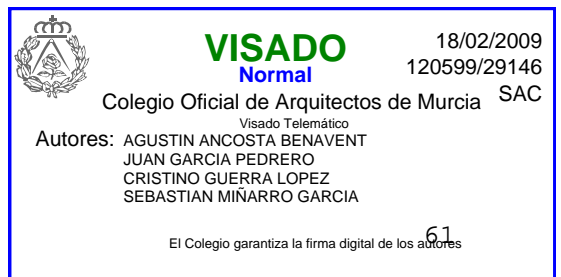 VISADO 18/02/2009
Normal 120599/29146
Colegio Oficial de Arquitectos de Murcia SAC
Visado Telemático
Autores: AGUSTIN ANCOSTA BENAVENT
JUAN GARCIA PEDRERO
CRISTINO GUERRA LOPEZ
SEBASTIAN MIÑARRO GARCIA
61
El Colegio garantiza la firma digital de los autores